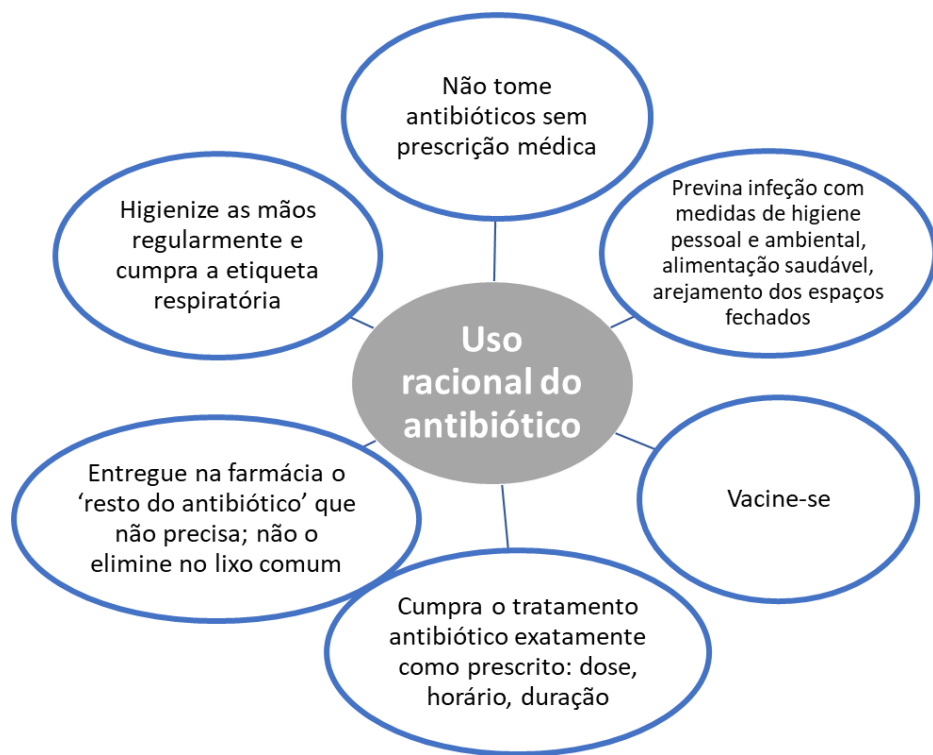 Não tome
antibióticos sem
prescrição médica
Previna infeção com
medidas de higiene
pessoal e ambiental,
alimentação saudável,
arejamento dos espaços
fechados
Vacine-se
Cumpra o tratamento
antibiótico exatamente
como prescrito: dose,
horário, duração
Entregue na farmácia o
‘resto do antibiótico’ que
não precisa; não o
elimine no lixo comum
Higienize as mãos
regularmente e
cumpra a etiqueta
respiratória
Uso
racional do
antibiótico